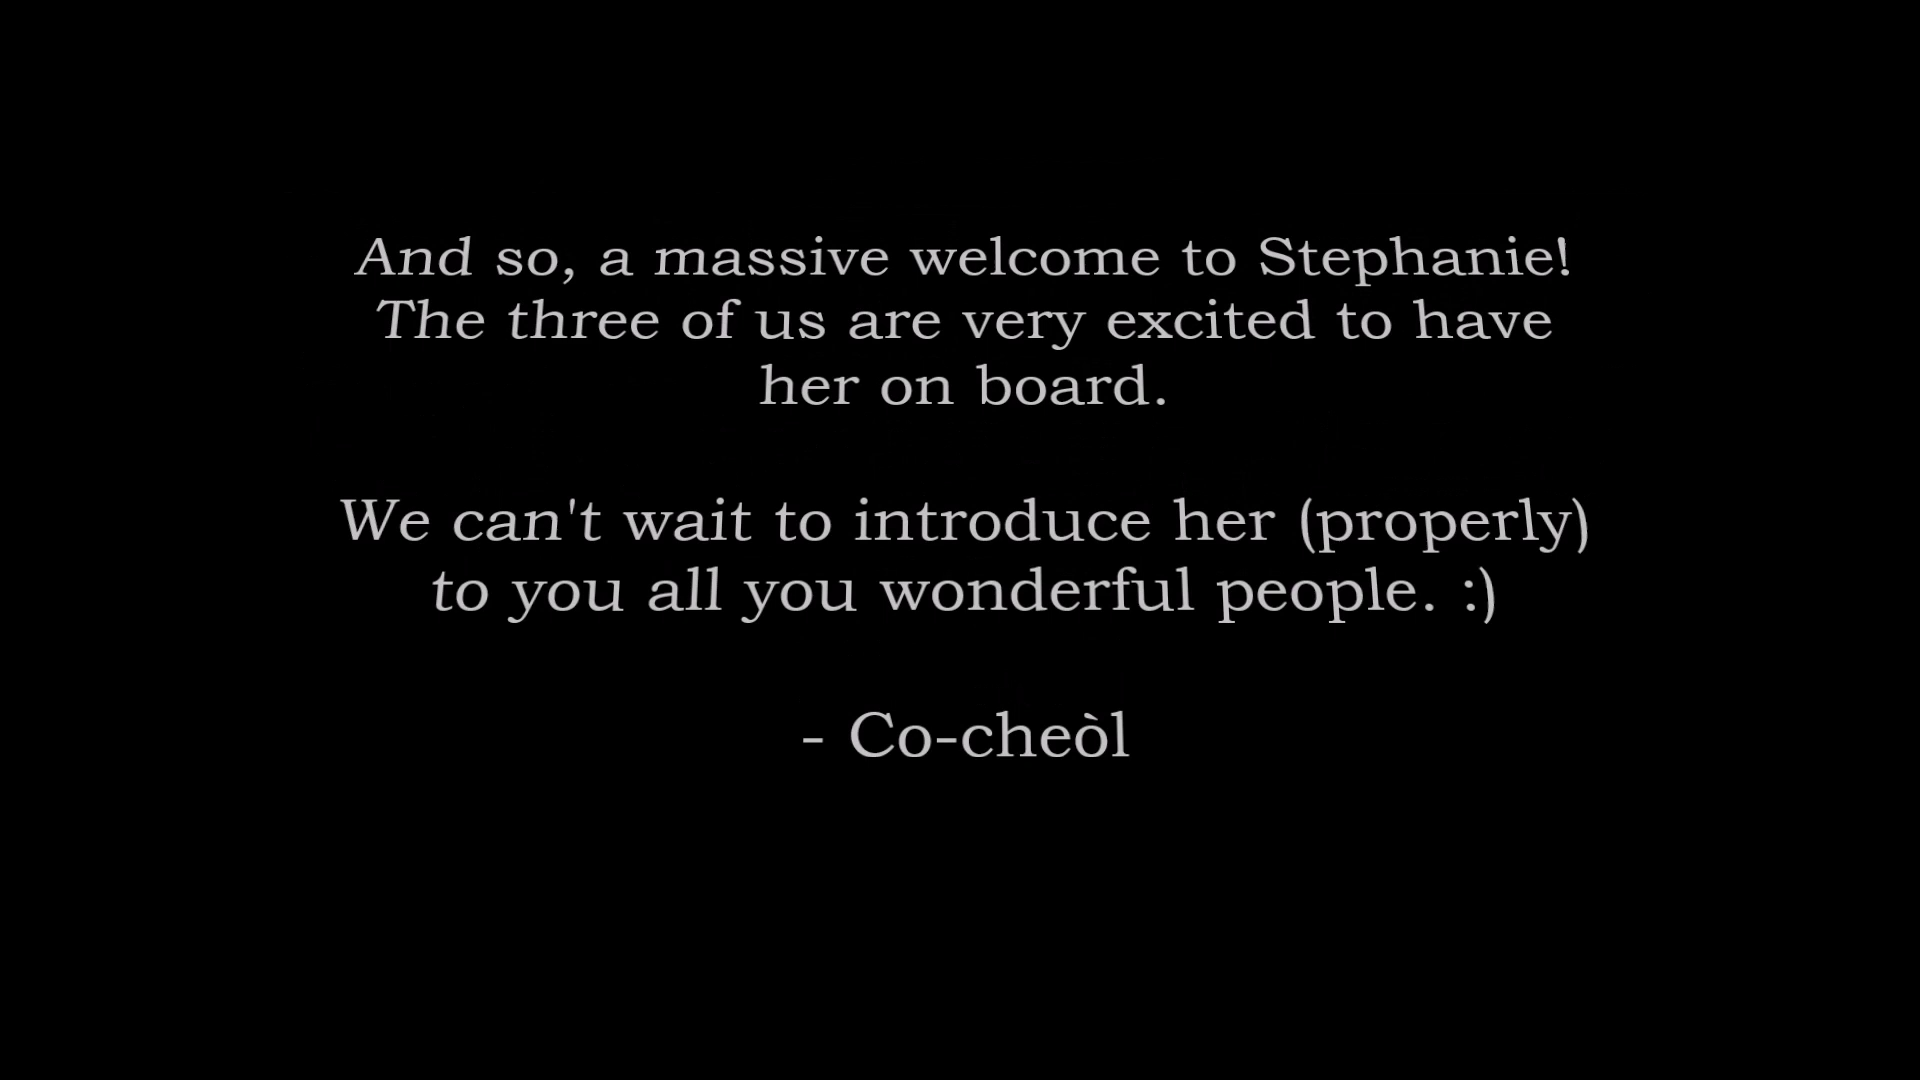 And so, a massive welcome to Stephanie!
The three of us are very excited to have
her on board.
We can't wait to introduce her (properly)
to you all you wonderful people. :)
- Co-cheòl